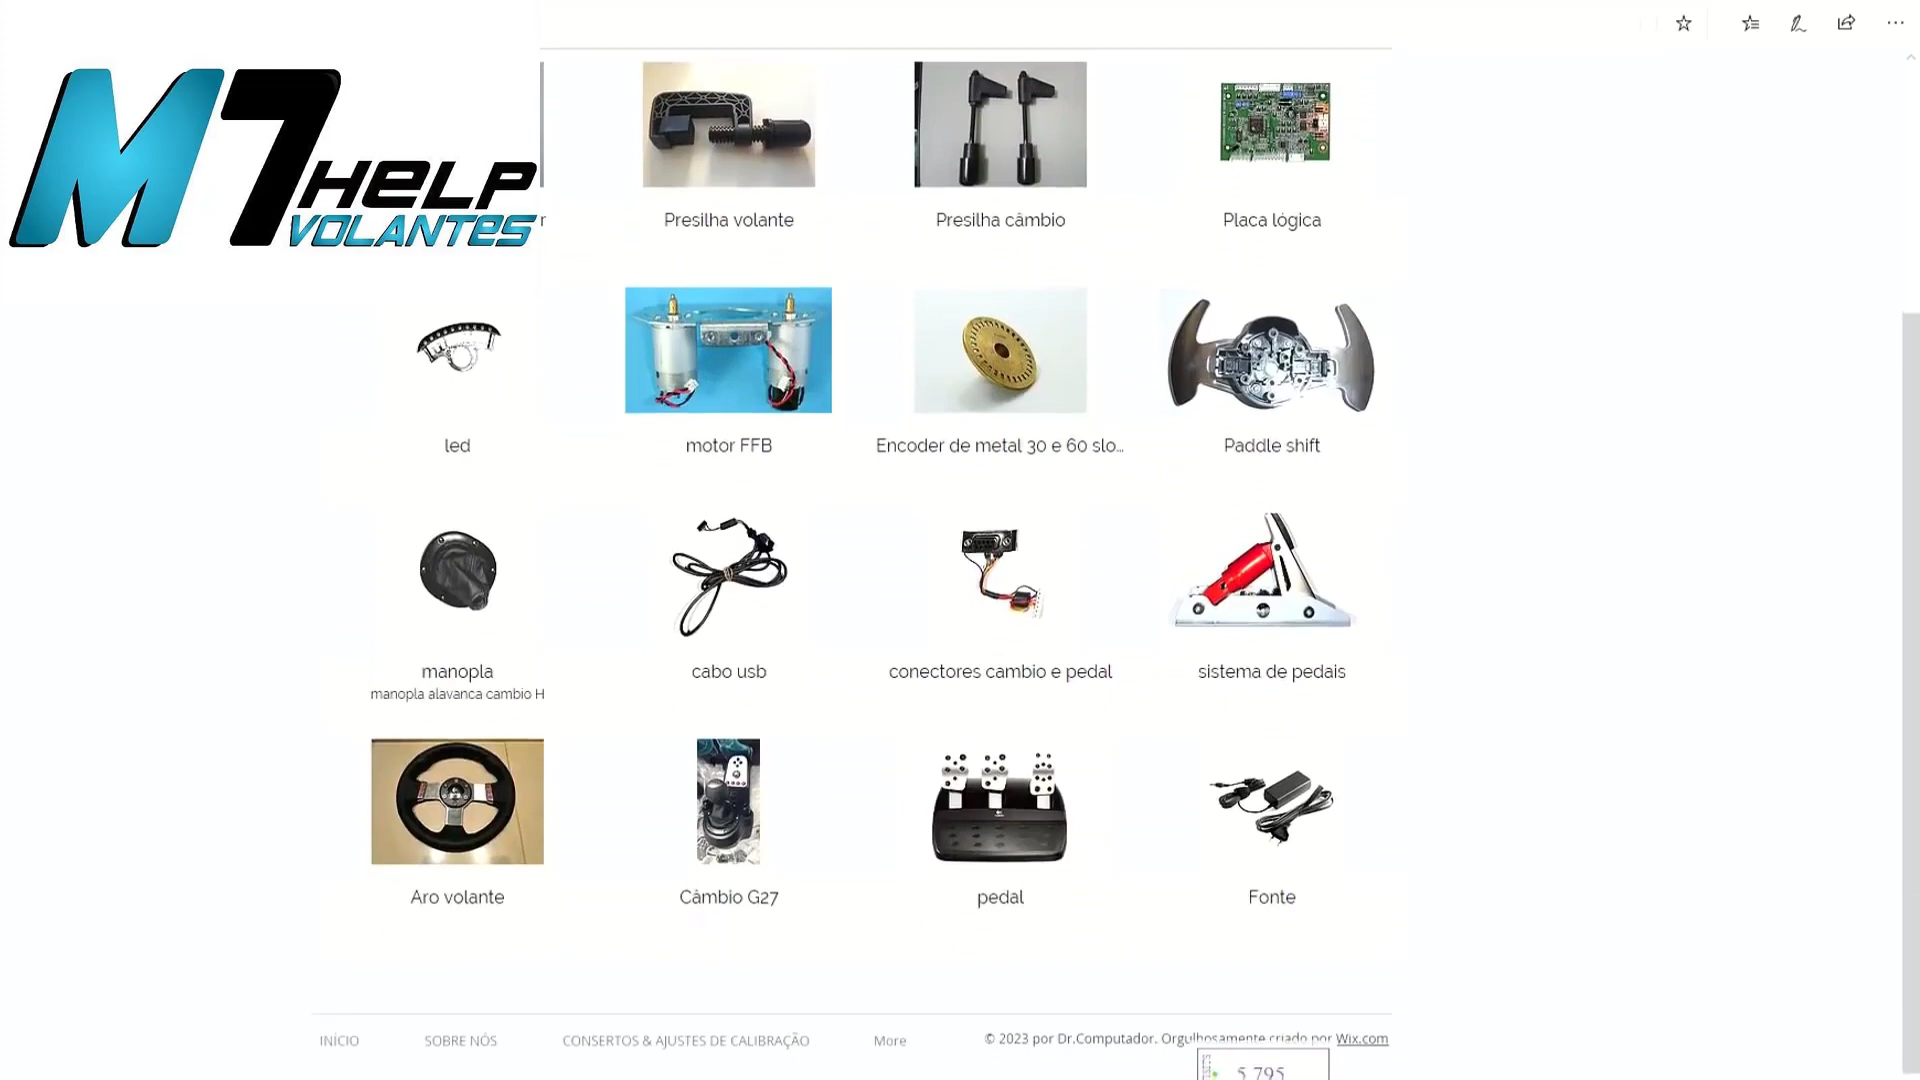 M7 HELP
VOLANTES
Presilha volante
Presilha câmbio
Placa lógica
led
motor FFB
Encoder de metal 30 e 60 slo...
Paddle shift
manopla
manopla alavanca cambio H
cabo usb
conectores cambio e pedal
sistema de pedais
Aro volante
Câmbio G27
pedal
Fonte
INÍCIO
SOBRE NÓS
CONSERTOS & AJUSTES DE CALIBRAÇÃO
More
© 2023 por Dr.Computador. Orgulhosamente criado por Wix.com
5,795